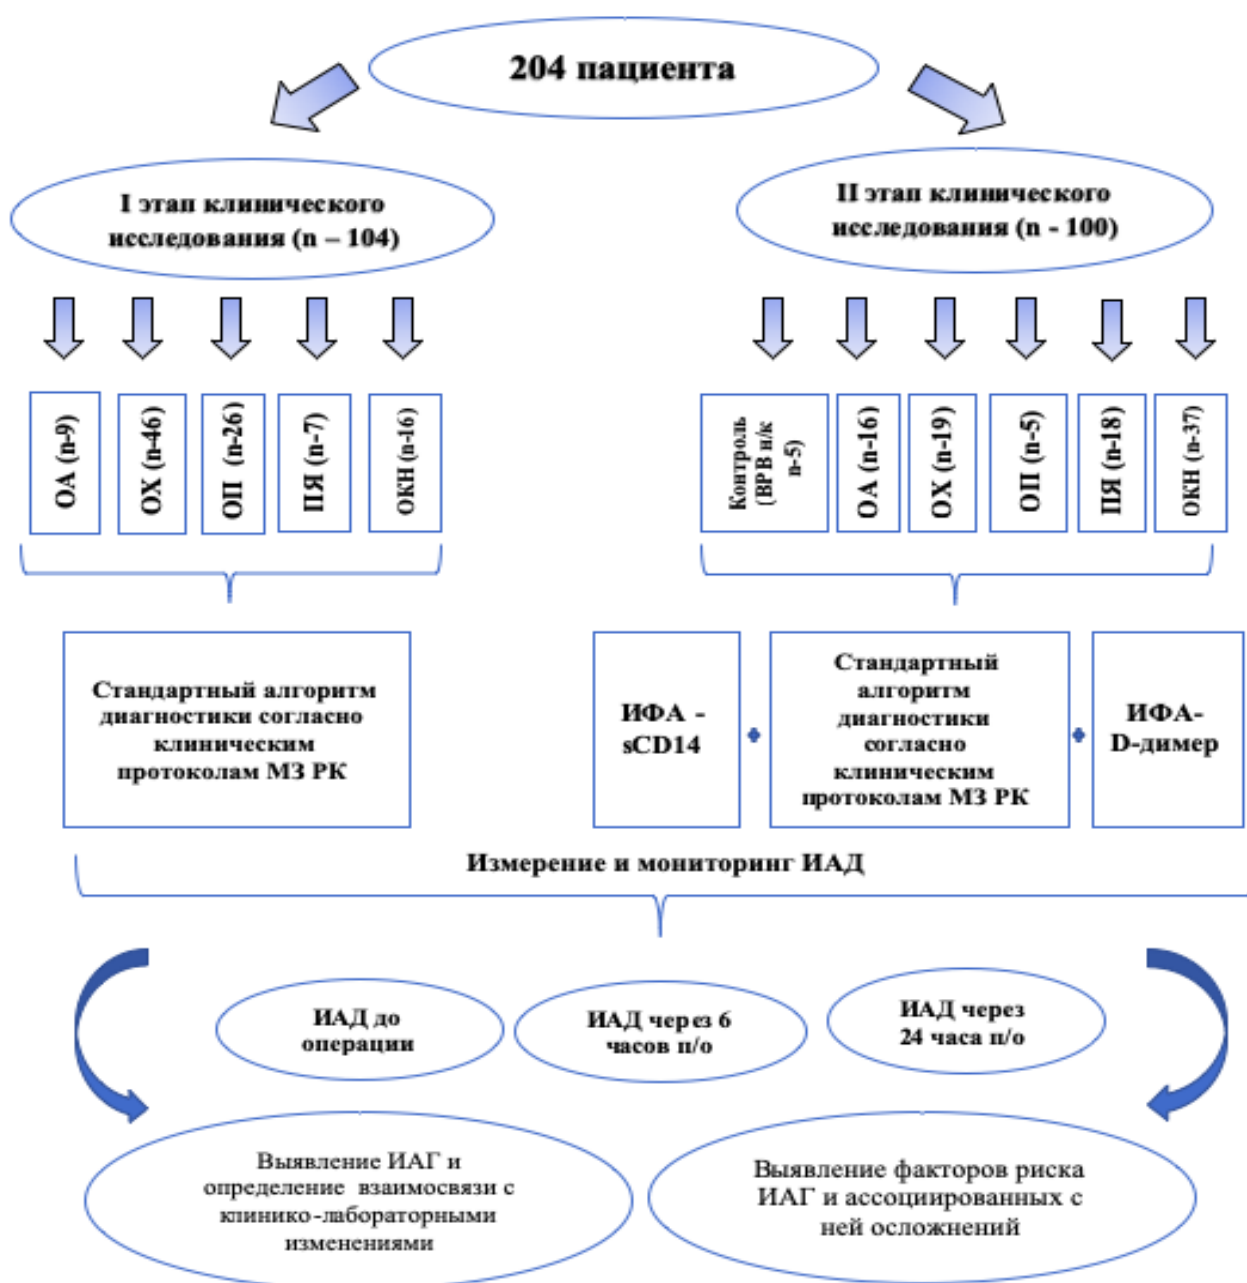 204 пациента
I этап клинического
исследования (n – 104)
II этап клинического
исследования (n - 100)
ОА (n-9)
ОХ (n-46)
ОП (n-26)
ПЯ (n-7)
ОКН (n-16)
Контроль
(ВРВ н/к
n-5)
ОА (n-16)
ОХ (n-19)
ОП (n-5)
ПЯ (n-18)
ОКН (n-37)
Стандартный алгоритм
диагностики согласно
клиническим
протоколам МЗ РК
ИФА -
sCD14
Стандартный
алгоритм
диагностики
согласно
клиническим
протоколам МЗ РК
ИФА-
D-димер
Измерение и мониторинг ИАД
ИАД до
операции
ИАД через 6
часов п/о
ИАД через
24 часа п/о
Выявление ИАГ и
определение взаимосвязи с
клинико-лабораторными
изменениями
Выявление факторов риска
ИАГ и ассоциированных с
ней осложнений